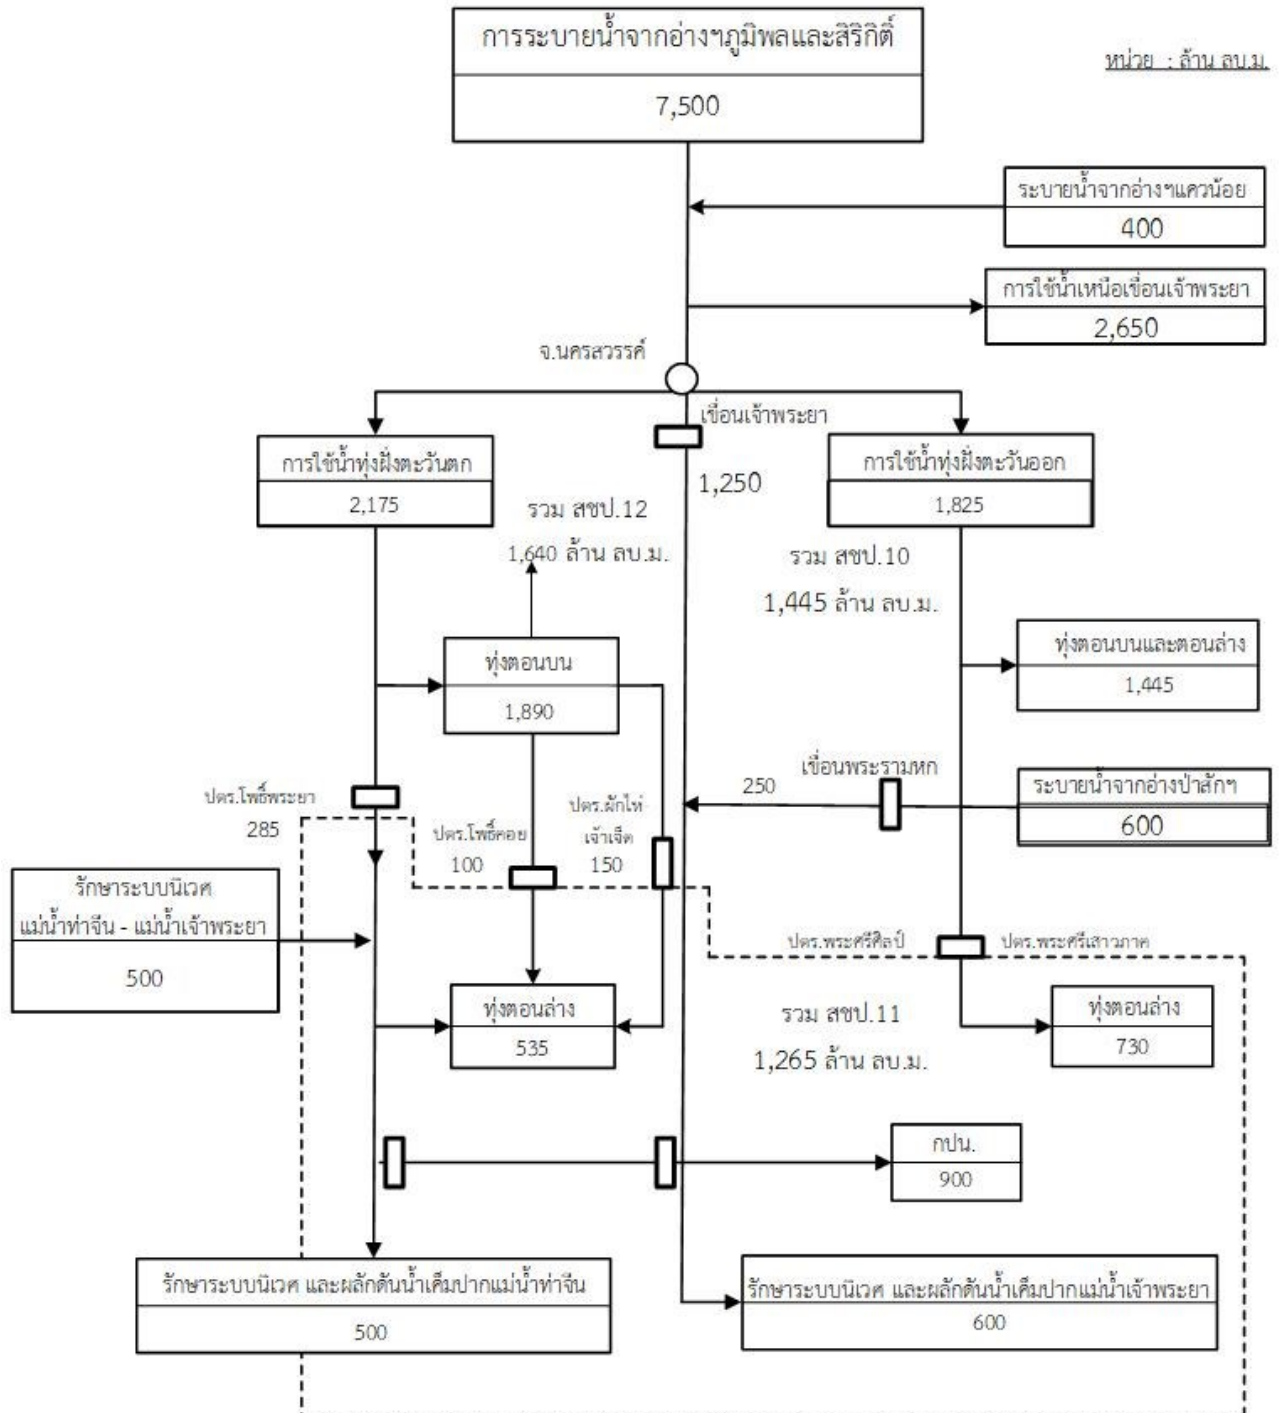 การระบายน้ำจากอ่างฯภูมิพลและสิริกิติ์
7,500
หน่วย : ล้าน ลบ.ม.
ระบายน้ำจากอ่างฯแควน้อย
400
การใช้น้ำเหนือเขื่อนเจ้าพระยา
2,650
จ.นครสวรรค์
เขื่อนเจ้าพระยา
1,250
การใช้น้ำทุ่งฝั่งตะวันตก
2,175
การใช้น้ำทุ่งฝั่งตะวันออก
1,825
รวม สชป.12
1,640 ล้าน ลบ.ม.
รวม สชป.10
1,445 ล้าน ลบ.ม.
ทุ่งตอนบน
1,890
ทุ่งตอนบนและตอนล่าง
1,445
เขื่อนพระรามหก
250
ระบายน้ำจากอ่างป่าสักฯ
600
ปตร.โพธิ์พระยา
285
ปตร.โพธิ์คอย
100
ปตร.ผักไห่
เจ้าเจ็ด
150
รักษาระบบนิเวศ
แม่น้ำท่าจีน - แม่น้ำเจ้าพระยา
500
ปตร.พระศรีศิลป์
ปตร.พระศรีเสาวภาค
ทุ่งตอนล่าง
535
รวม สชป.11
1,265 ล้าน ลบ.ม.
ทุ่งตอนล่าง
730
กปน.
900
รักษาระบบนิเวศ และผลักดันน้ำเค็มปากแม่น้ำท่าจีน
500
รักษาระบบนิเวศ และผลักดันน้ำเค็มปากแม่น้ำเจ้าพระยา
600